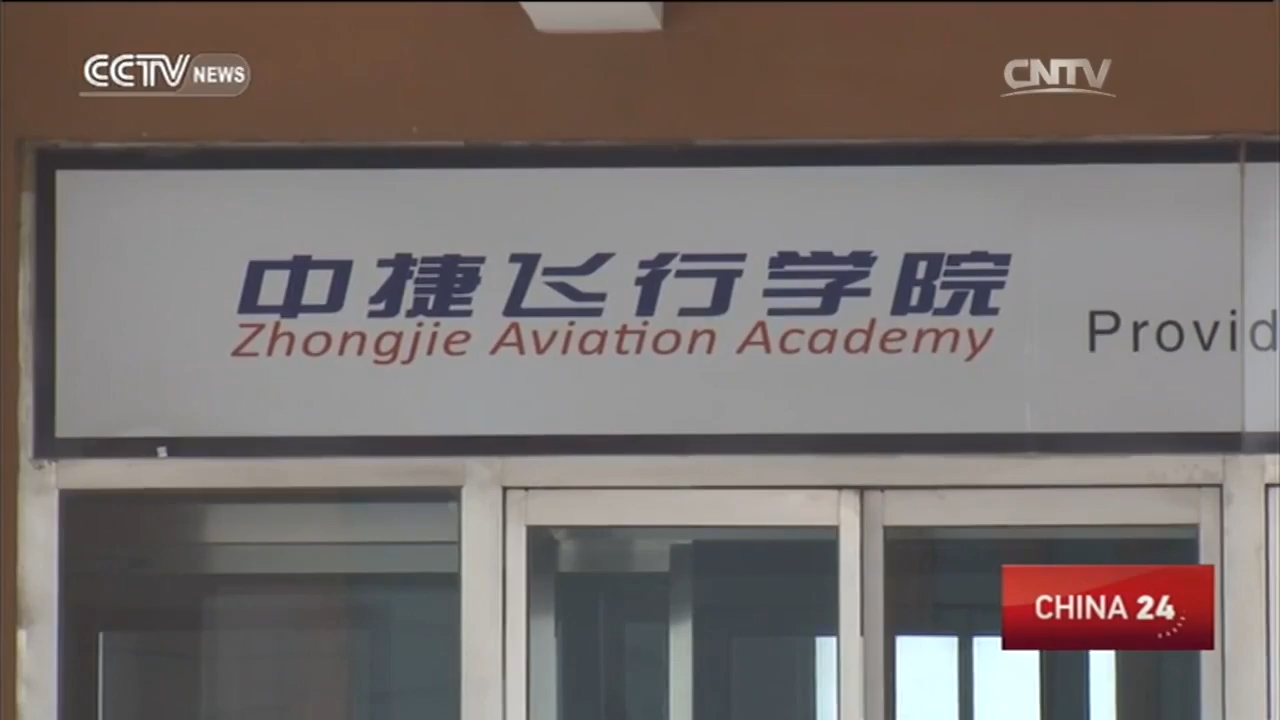 CCTV NEWS
CNTV
中捷飞行学院
Zhongjie Aviation Academy
Provid
CHINA 24